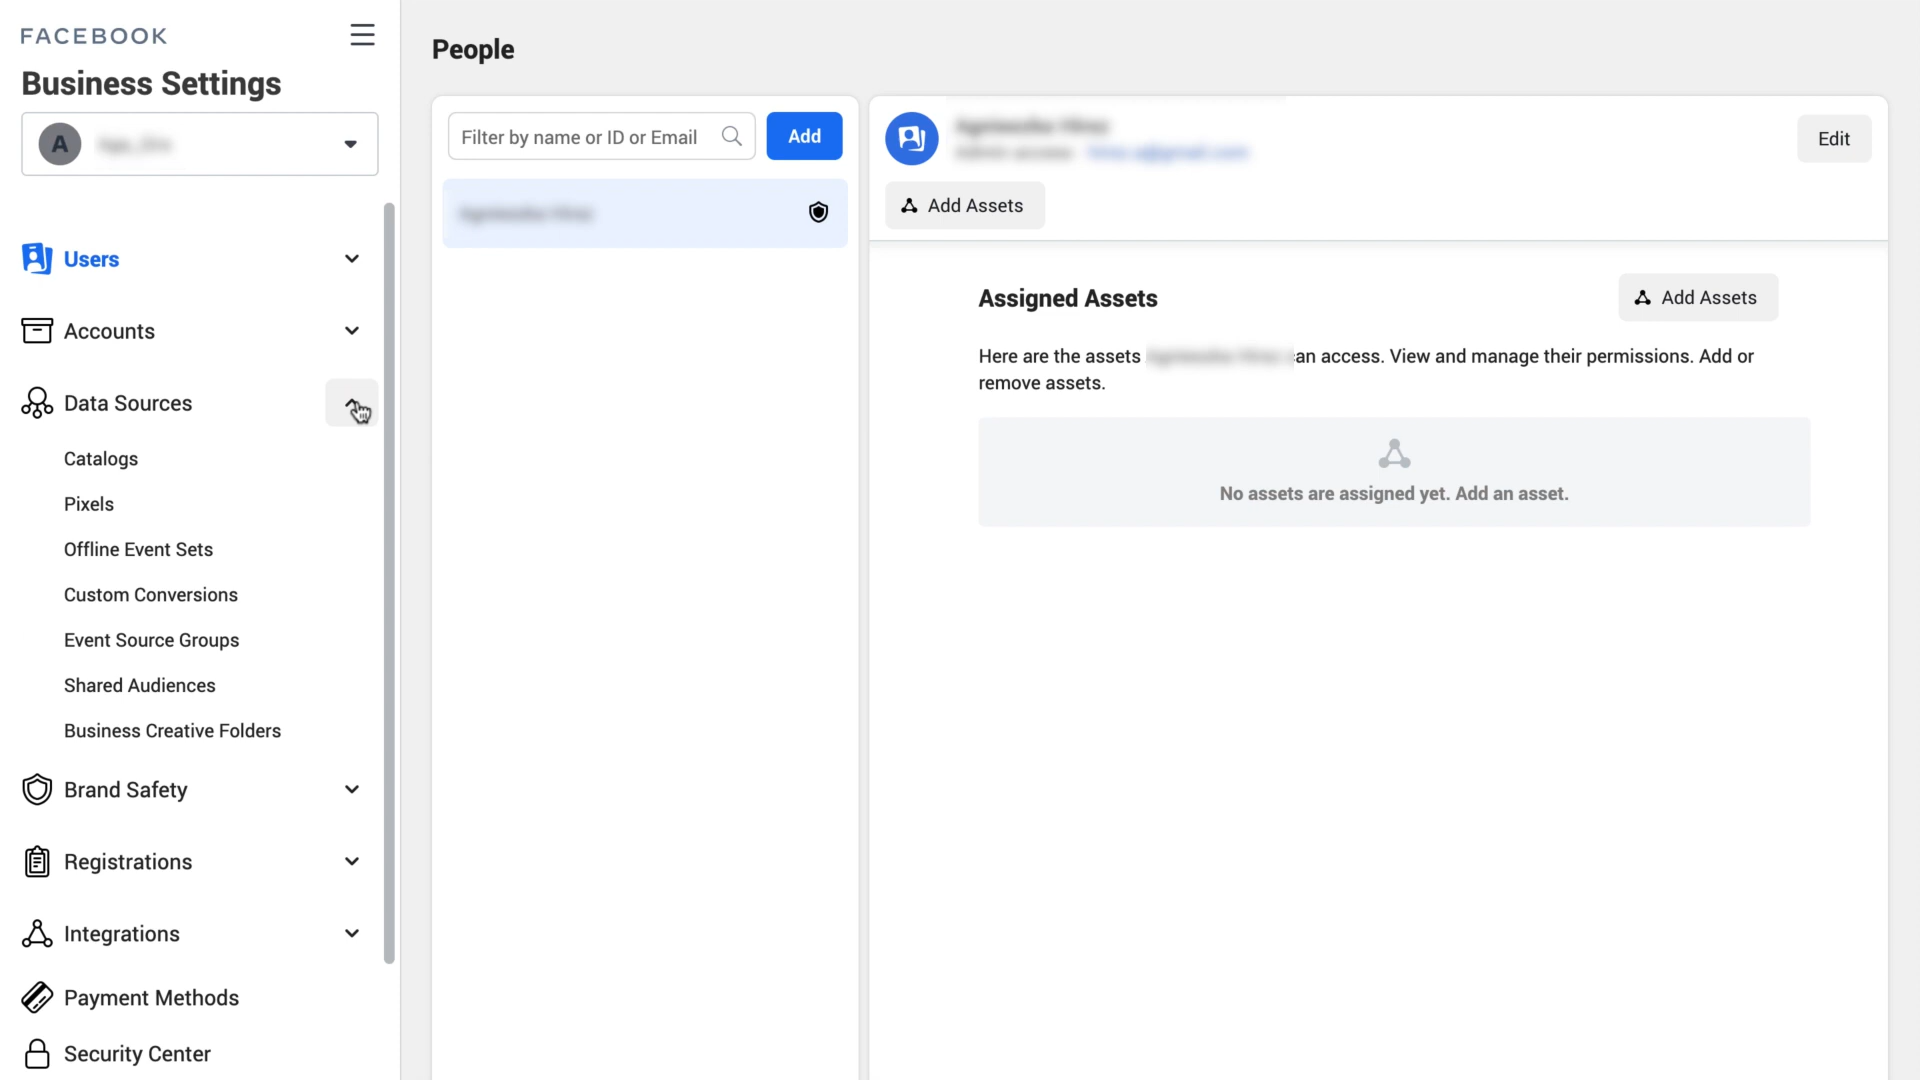 FACEBOOK
Business Settings
A
Users
Accounts
Data Sources
Catalogs
Pixels
Offline Event Sets
Custom Conversions
Event Source Groups
Shared Audiences
Business Creative Folders
Brand Safety
Registrations
Integrations
Payment Methods
Security Center
People
Filter by name or ID or Email
Add
Edit
Add Assets
Assigned Assets
Add Assets
Here are the assets an access. View and manage their permissions. Add or
remove assets.
No assets are assigned yet. Add an asset.